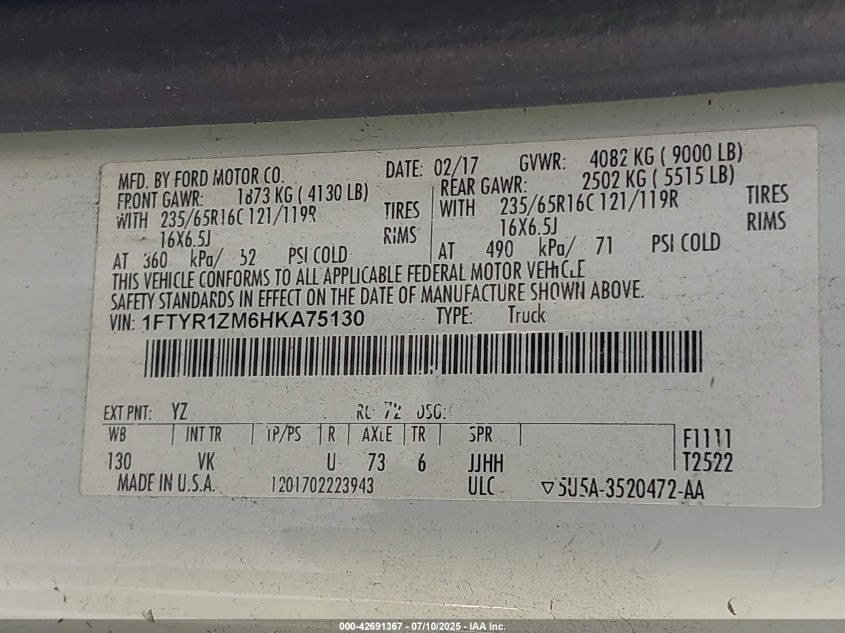 MFD. BY FORD MOTOR CO. DATE: 02/17 GVWR: 4082 KG ( 9000 LB)
FRONT GAWR: 1873 KG ( 4130 LB) REAR GAWR: 2502 KG ( 5515 LB)
WITH 235/65R16C 121/119R TIRES WITH 235/65R16C 121/119R TIRES
16X6.5J RIMS 16X6.5J RIMS
AT 360 kPa/ 52 PSI COLD AT 490 kPa/ 71 PSI COLD
THIS VEHICLE CONFORMS TO ALL APPLICABLE FEDERAL MOTOR VEHICLE
SAFETY STANDARDS IN EFFECT ON THE DATE OF MANUFACTURE SHOWN ABOVE.
VIN: 1FTYR1ZM6HKA75130 TYPE: Truck
EXT PNT: YZ RC: 72 DSO:
WB INT TR TP/PS R AXLE TR SPR F1111
130 VK U 73 6 JJHH T2522
MADE IN U.S.A. 1201702223943 ULC ▽5U5A-3520472-AA
000-42691367 - 07/10/2025 - IAA Inc.